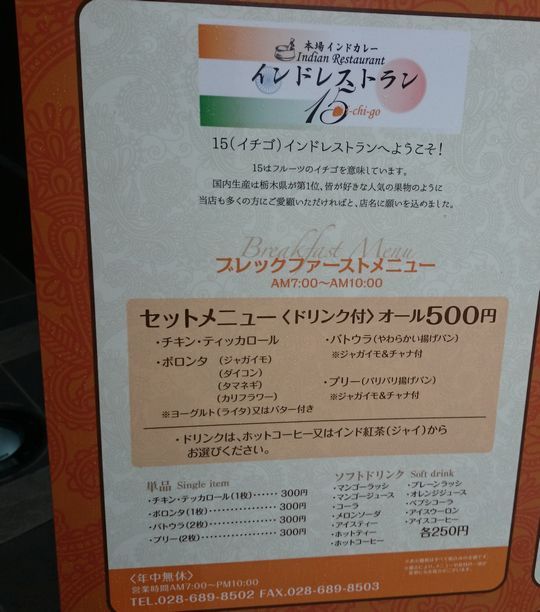 本場インドカレー
Indian Restaurant
インドレストラン
15 i-chi-go
15(イチゴ)インドレストランへようこそ!
15はフルーツのイチゴを意味しています。
国内生産は栃木県が第1位、皆が好きな人気の果物のように
当店も多くの方にご愛顧いただければと、店名に願いを込めました。
Breakfast Menu
ブレックファーストメニュー
AM7:00〜AM10:00
セットメニュー〈ドリンク付〉オール500円
・チキン・ティッカロール
・ポロンタ (ジャガイモ)
(ダイコン)
(タマネギ)
(カリフラワー)
※ヨーグルト(ライタ)又はバター付き
・バトウラ(やわらかい揚げパン)
※ジャガイモ&チャナ付
・プリー(パリパリ揚げパン)
※ジャガイモ&チャナ付
・ドリンクは、ホットコーヒー又はインド紅茶(ジャイ)から
お選びください。
単品 Single item
・チキン・テッカロール(1枚)‥‥‥ 300円
・ポロンタ(1枚)‥‥‥‥‥‥ 300円
・バトウラ(2枚)‥‥‥‥‥‥ 300円
・プリー(2枚)‥‥‥‥‥‥‥ 300円
ソフトドリンク Soft drink
・マンゴーラッシ
・マンゴージュース
・コーラ
・メロンソーダ
・アイスティー
・ホットティー
・ホットコーヒー
・プレーンラッシ
・オレンジジュース
・ペプシコーラ
・アイスウーロン
・アイスコーヒー
各250円
〈年中無休〉
営業時間AM7:00〜PM10:00
TEL.028-689-8502 FAX.028-689-8503